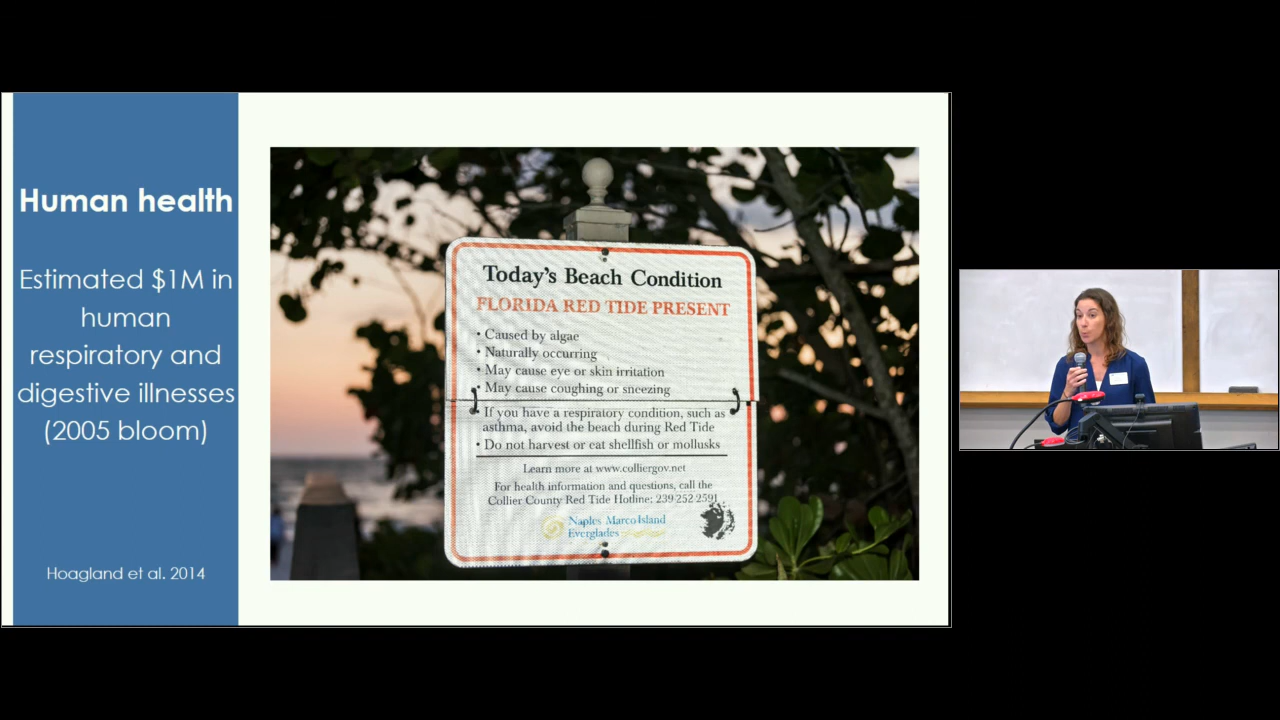 Human health
Estimated $1M in
human
respiratory and
digestive illnesses
(2005 bloom)
Hoagland et al. 2014
Today's Beach Condition
FLORIDA RED TIDE PRESENT
• Caused by algae
• Naturally occurring
• May cause eye or skin irritation
• May cause coughing or sneezing
• If you have a respiratory condition, such as
asthma, avoid the beach during Red Tide
• Do not harvest or eat shellfish or mollusks
Learn more at www.colliergov.net
For health information and questions, call the
Collier County Red Tide Hotline: 239 252 2591
Naples Marco Island
Everglades